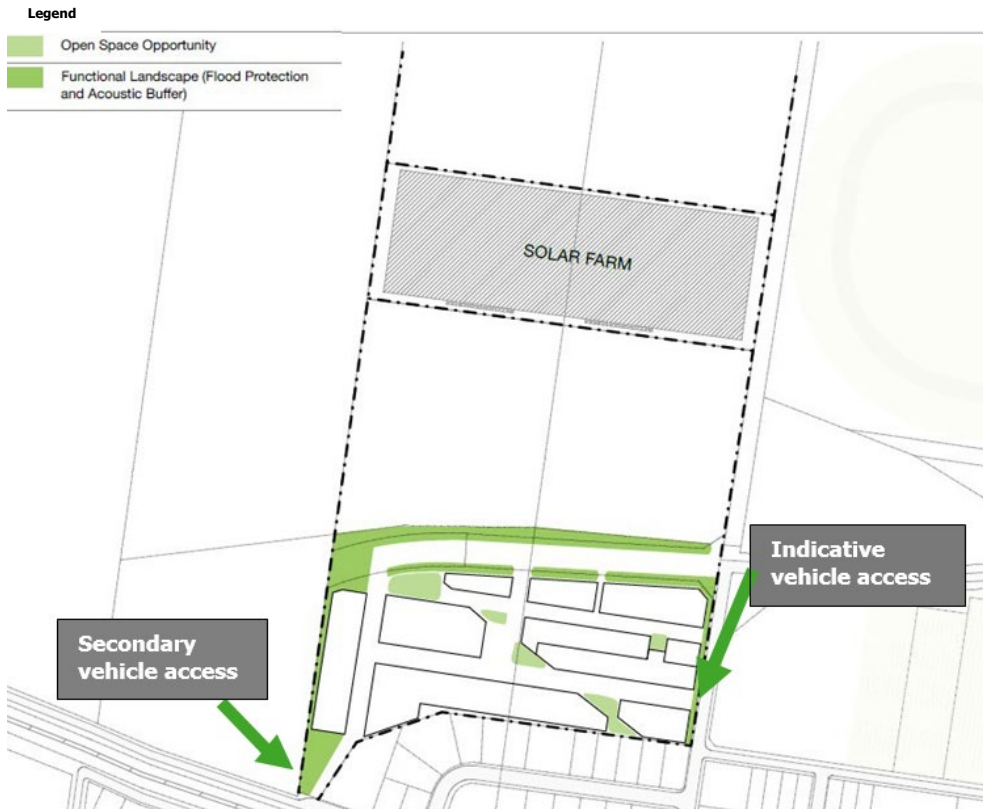 Legend
Open Space Opportunity
Functional Landscape (Flood Protection
and Acoustic Buffer)
SOLAR FARM
Indicative
vehicle access
Secondary
vehicle access